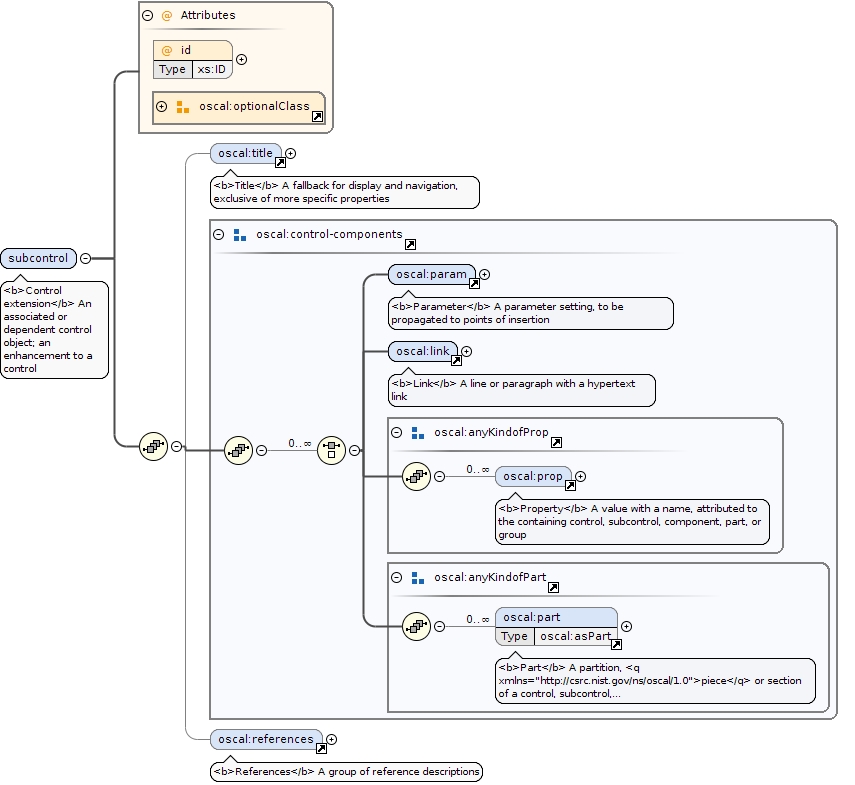 Attributes
@ id
Type xs:ID
oscal:optionalClass
oscal:title
<b>Title</b> A fallback for display and navigation,
exclusive of more specific properties
oscal:control-components
subcontrol
<b>Control
extension</b> An
associated or
dependent control
object; an
enhancement to a
control
oscal:param
<b>Parameter</b> A parameter setting, to be
propagated to points of insertion
oscal:link
<b>Link</b> A line or paragraph with a hypertext
link
0..∞
oscal:anyKindofProp
0..∞
oscal:prop
<b>Property</b> A value with a name, attributed to
the containing control, subcontrol, component, part, or
group
oscal:anyKindofPart
0..∞
oscal:part
Type oscal:asPart
<b>Part</b> A partition, <q
xmlns="http://csrc.nist.gov/ns/oscal/1.0">piece</q> or section
of a control, subcontrol,...
oscal:references
<b>References</b> A group of reference descriptions